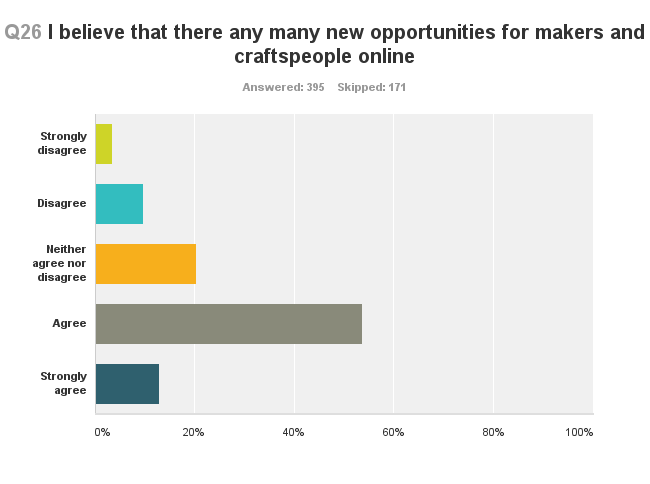 Q26 I believe that there any many new opportunities for makers and
craftspeople online
Answered: 395 Skipped: 171
Strongly
disagree
Disagree
Neither
agree nor
disagree
Agree
Strongly
agree
0% 20% 40% 60% 80% 100%